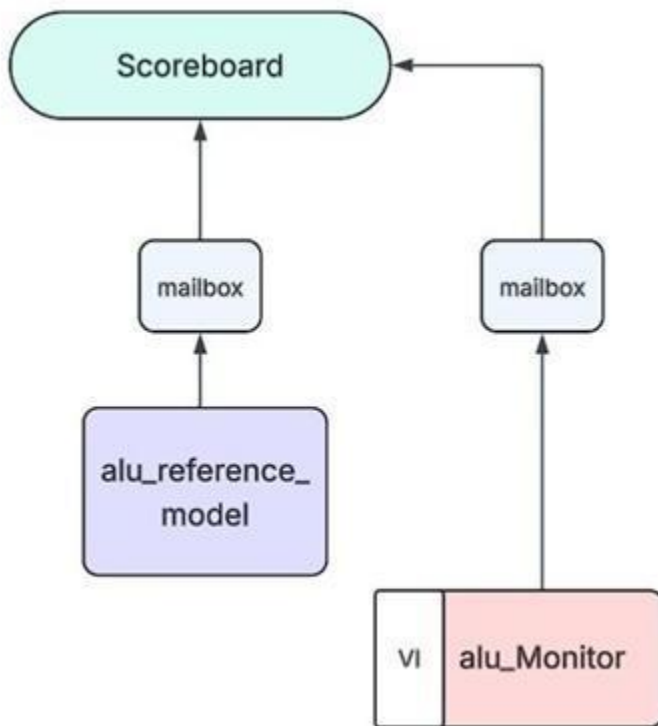 Scoreboard
mailbox
mailbox
alu_reference_
model
VI
alu_Monitor